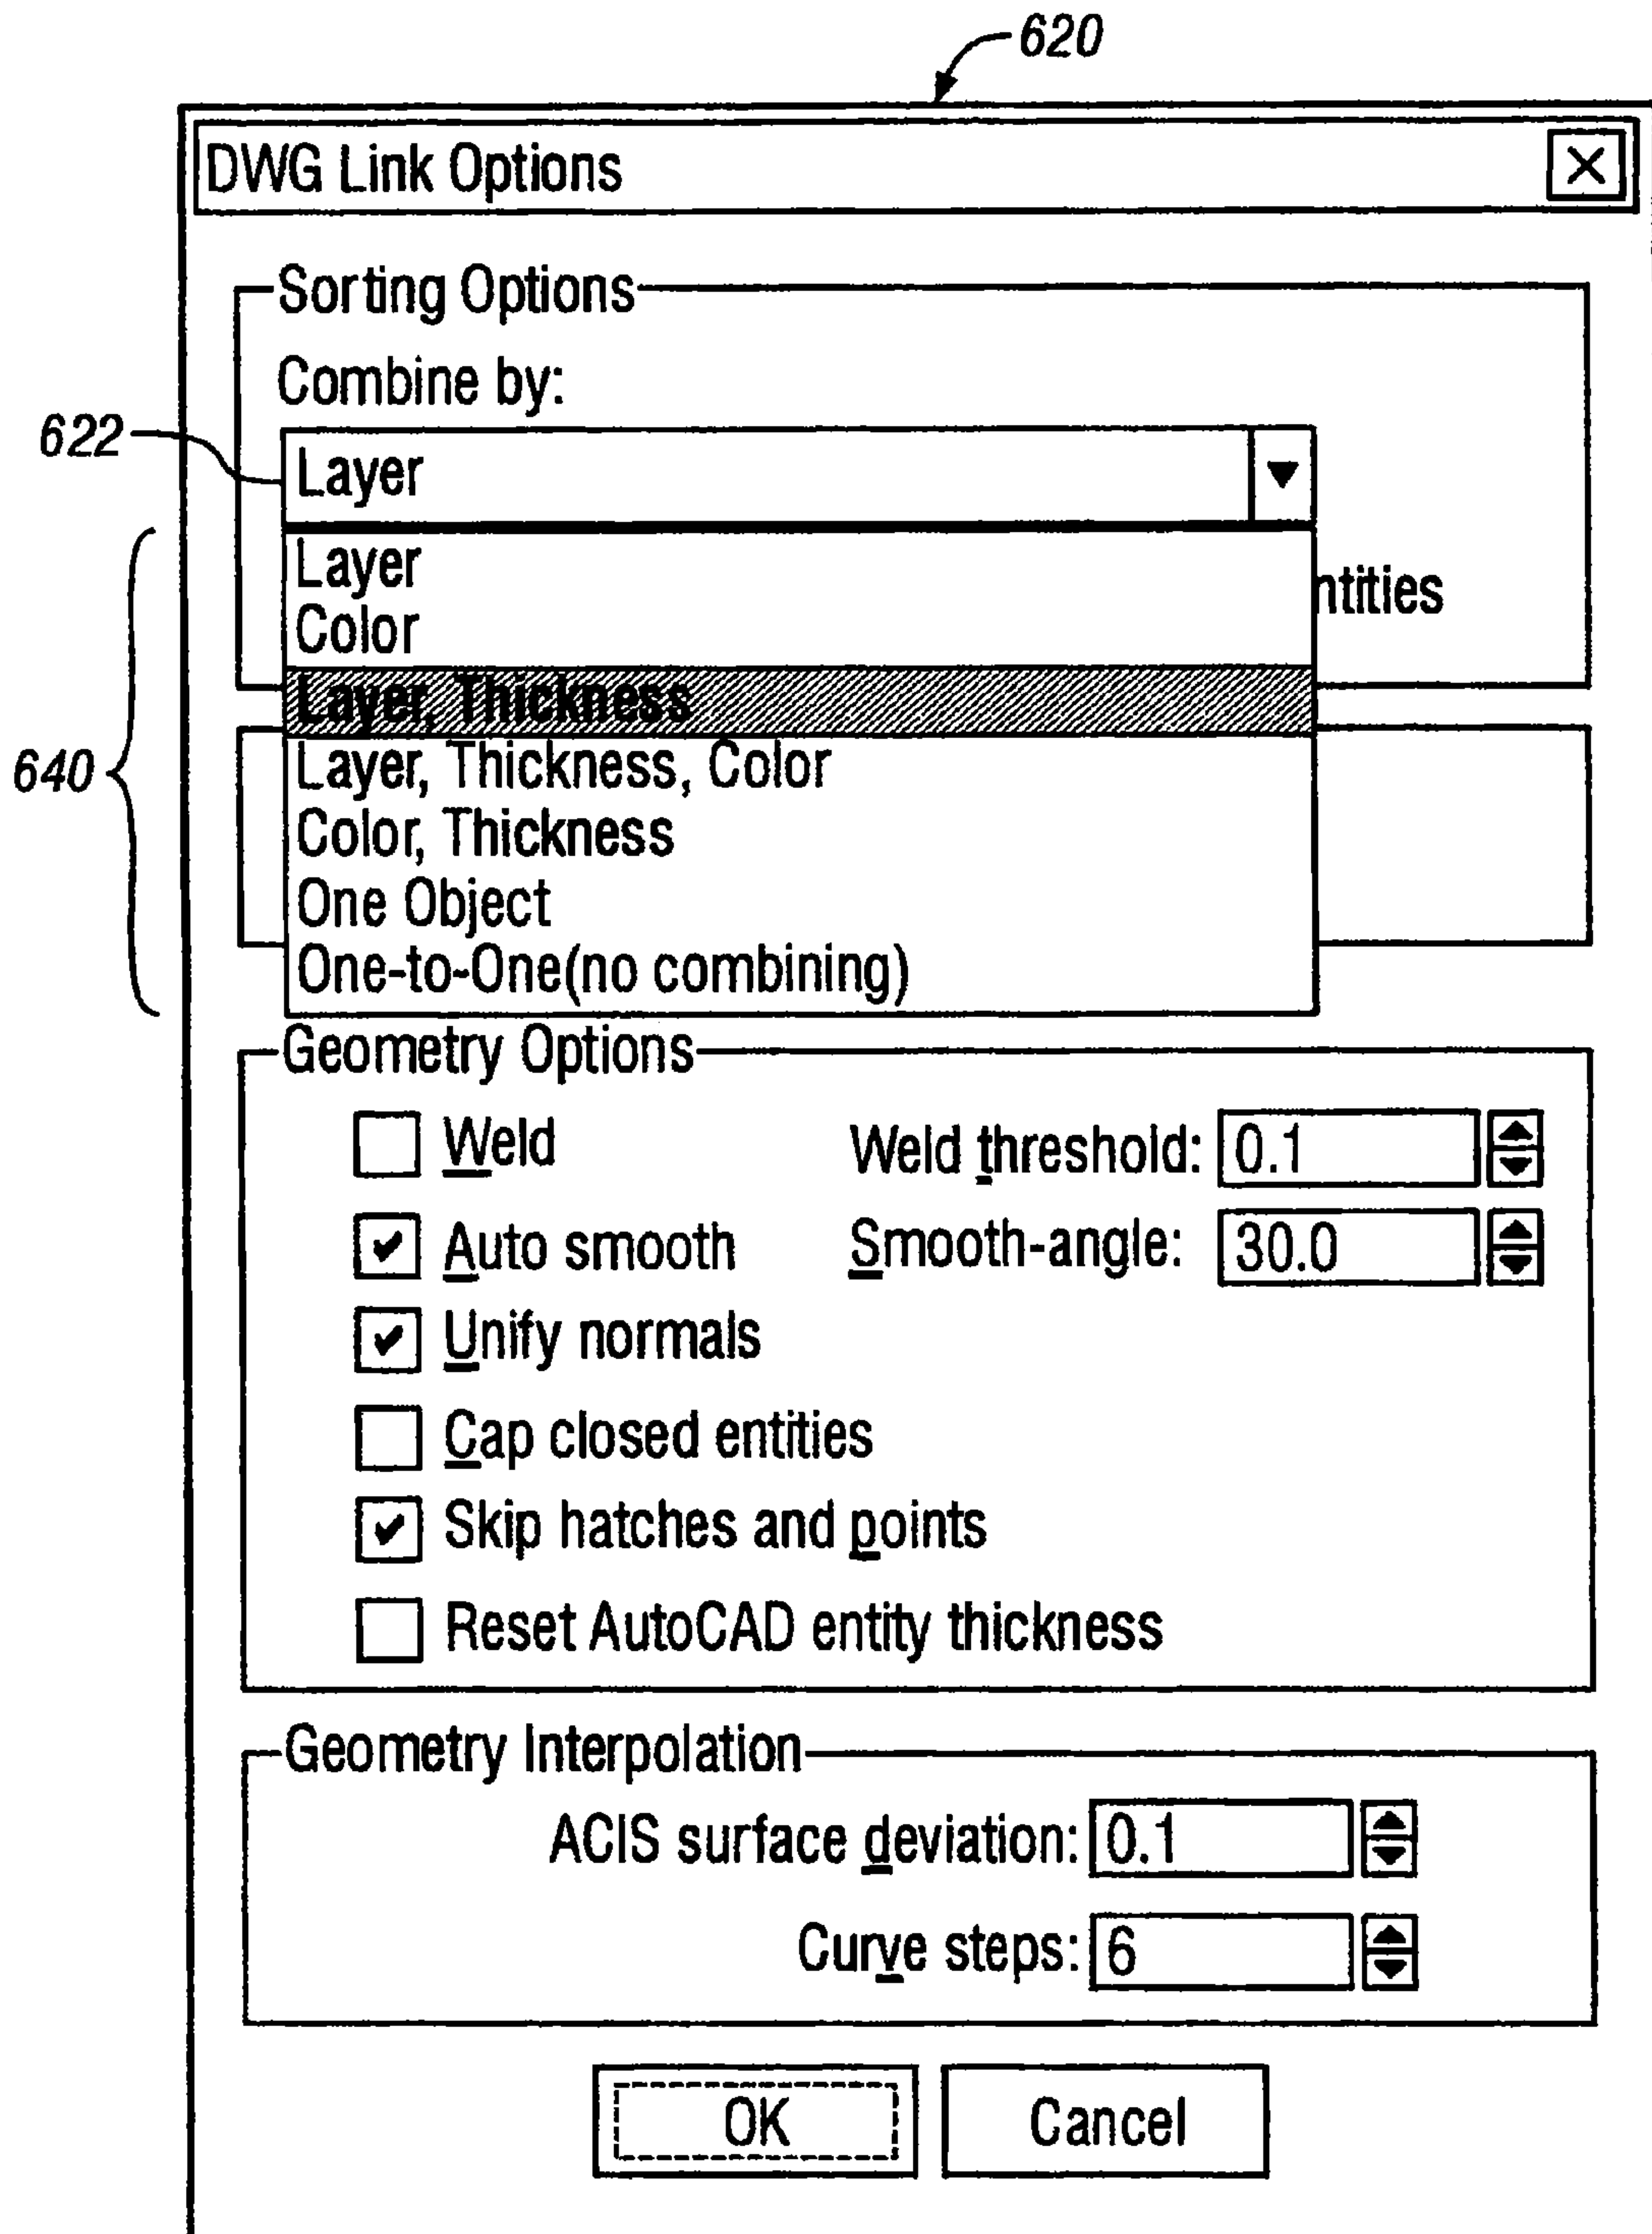 620
DWG Link Options
Sorting Options
Combine by:
622
Layer
Layer
ntities
Color
Layer, Thickness
640
Layer, Thickness, Color
Color, Thickness
One Object
One-to-One(no combining)
Geometry Options
Weld Weld threshold: 0.1
Auto smooth Smooth-angle: 30.0
Unify normals
Cap closed entities
Skip hatches and points
Reset AutoCAD entity thickness
Geometry Interpolation
ACIS surface deviation: 0.1
Curve steps: 6
OK Cancel